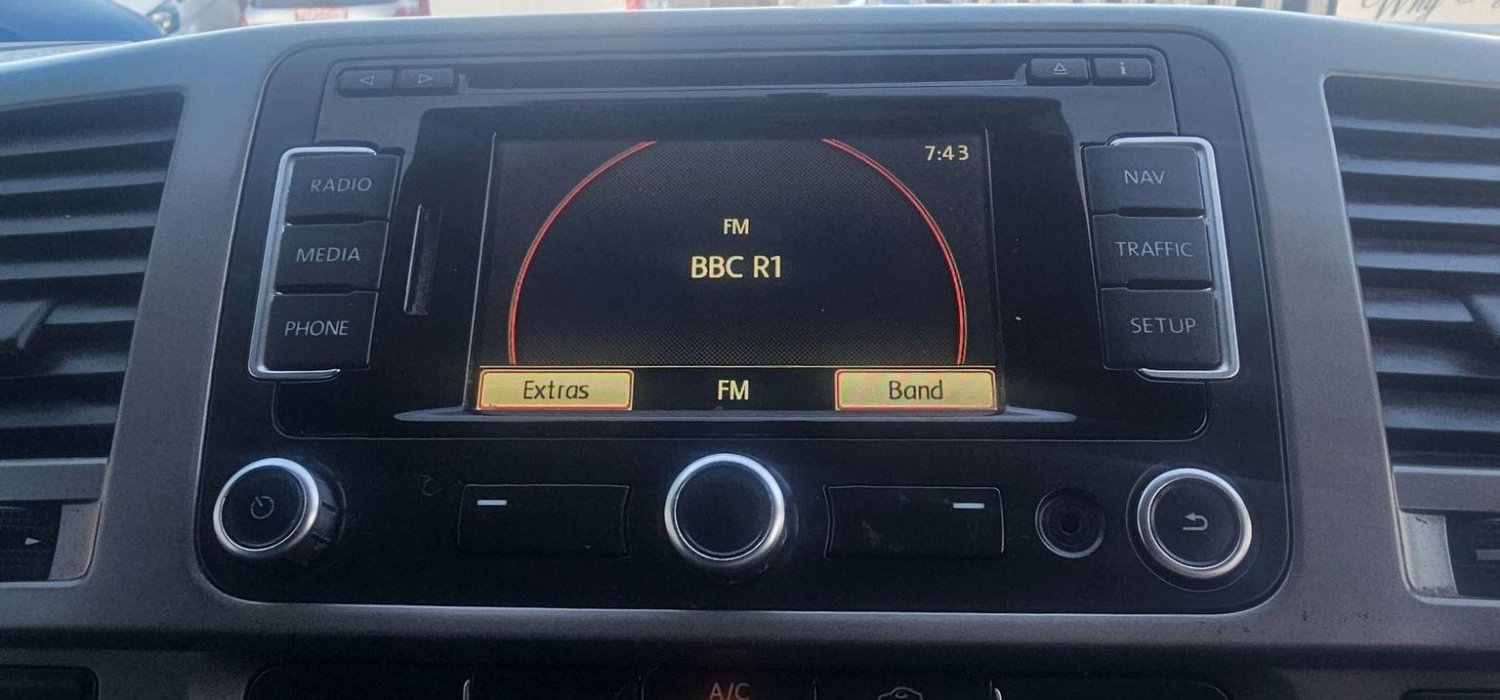 RADIO
MEDIA
PHONE
7:43
FM
BBC R1
Extras
FM
Band
i
NAV
TRAFFIC
SETUP
A/C